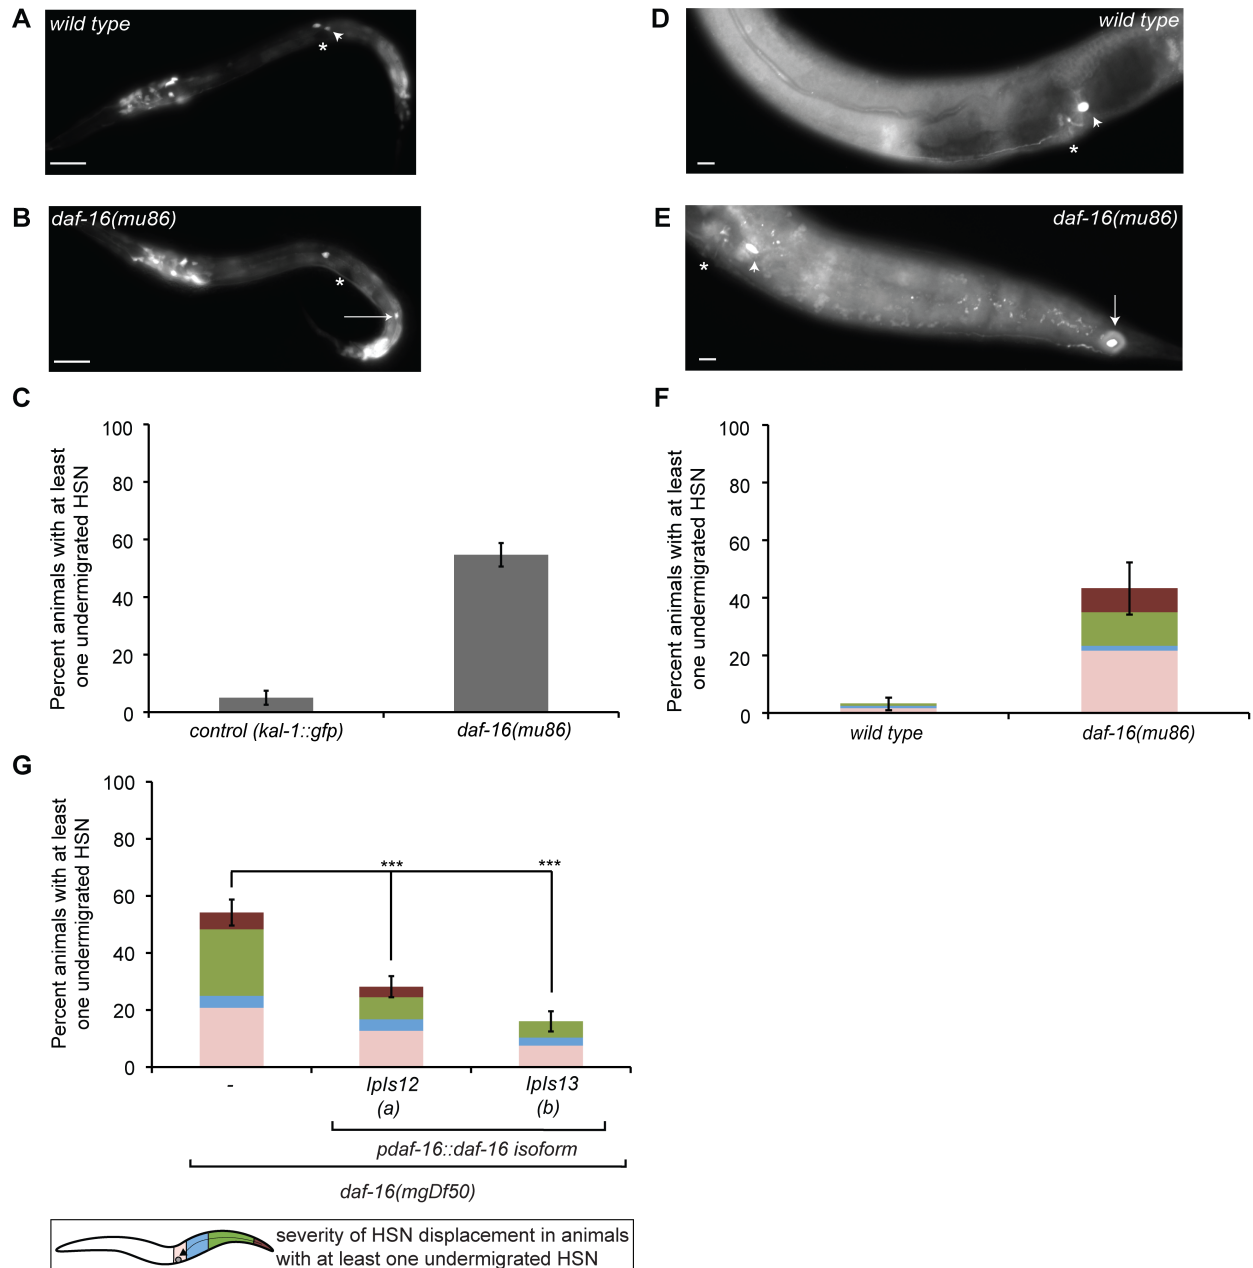 A
wild type
*
B
daf-16(mu86)
*
C
Percent animals with at least
one undermigrated HSN
100
80
60
40
20
0
control (kal-1::gfp)
daf-16(mu86)
D
wild type
*
E
daf-16(mu86)
*
F
Percent animals with at least
one undermigrated HSN
100
80
60
40
20
0
wild type
daf-16(mu86)
G
Percent animals with at least
one undermigrated HSN
100
80
60
40
20
0
***
***
-
lpIs12
(a)
lpIs13
(b)
pdaf-16::daf-16 isoform
daf-16(mgDf50)
severity of HSN displacement in animals
with at least one undermigrated HSN